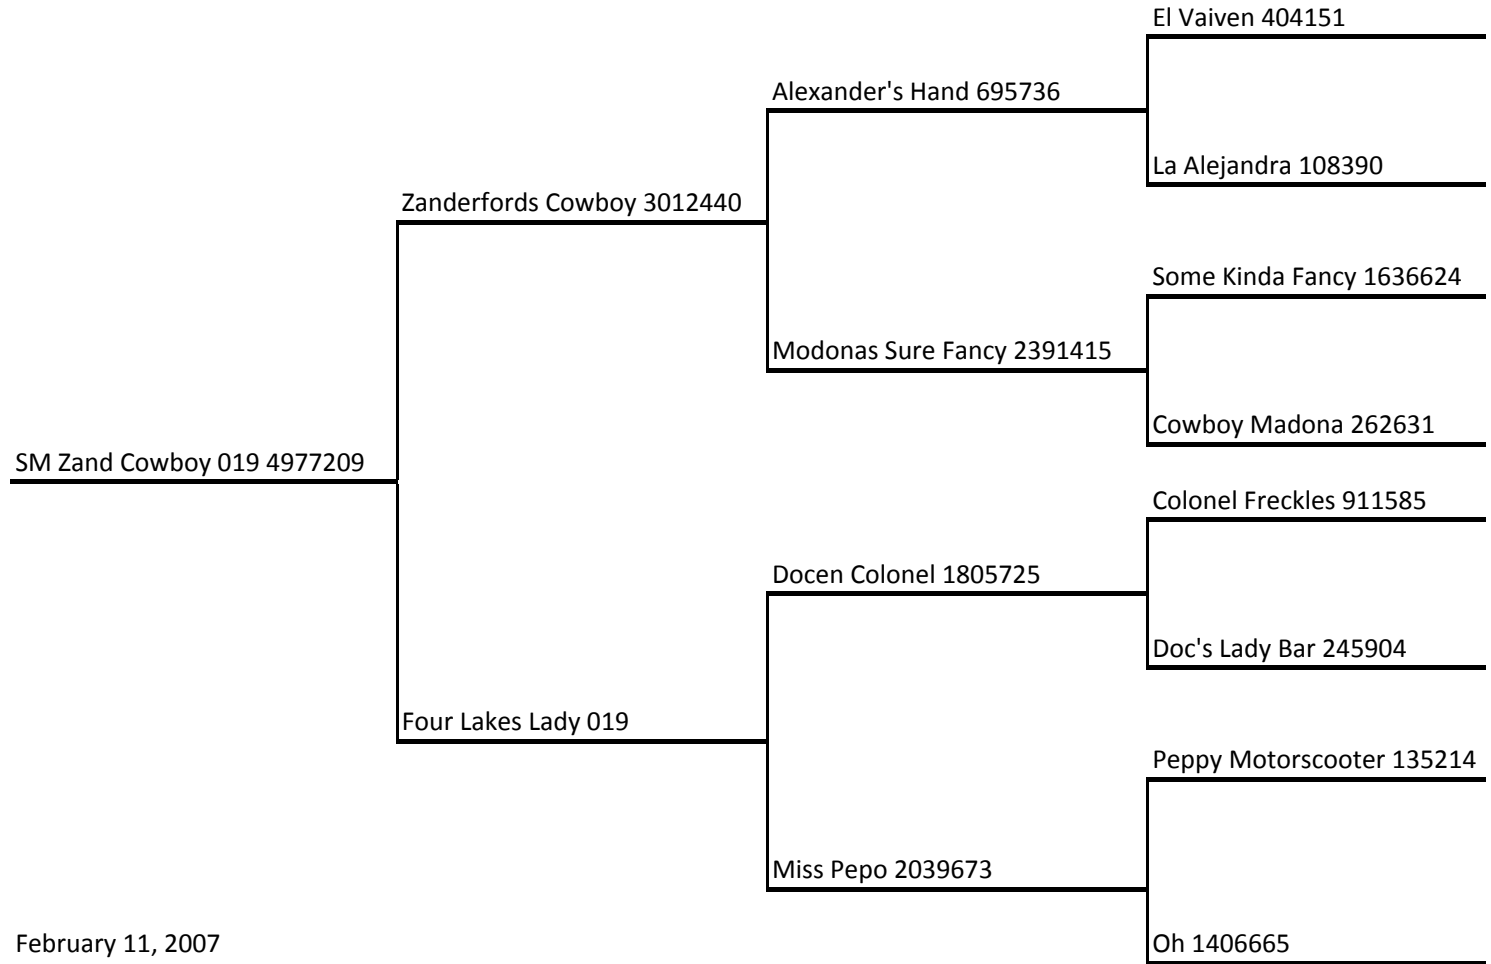 El Vaiven 404151
Alexander's Hand 695736
La Alejandra 108390
Zanderfords Cowboy 3012440
Some Kinda Fancy 1636624
Modonas Sure Fancy 2391415
Cowboy Madona 262631
SM Zand Cowboy 019 4977209
Colonel Freckles 911585
Docen Colonel 1805725
Doc's Lady Bar 245904
Four Lakes Lady 019
Peppy Motorscooter 135214
Miss Pepo 2039673
February 11, 2007
Oh 1406665